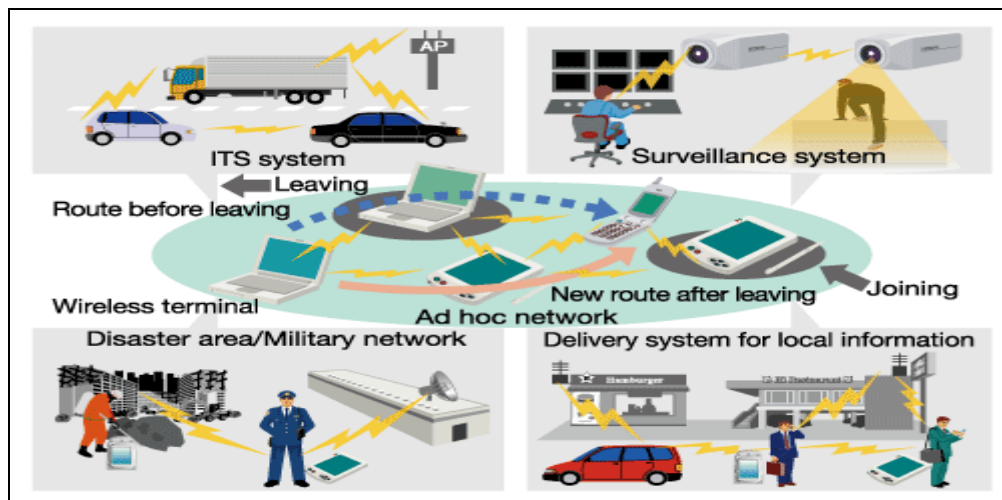 AP
ITS system
Surveillance system
Leaving
Route before leaving
Joining
New route after leaving
Wireless terminal
Ad hoc network
Disaster area/Military network
Delivery system for local information
Hamburger